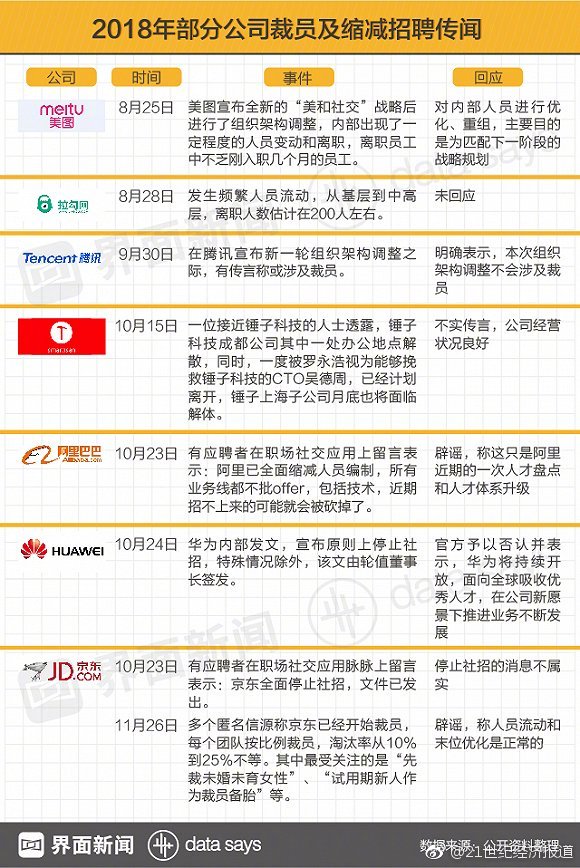 2018年部分公司裁员及缩减招聘传闻
公司 时间 事件 回应
meitu
美图
8月25日
美图宣布全新的“美和社交”战略后
进行了组织架构调整，内部出现了一
定程度的人员变动和离职，离职员工
中不乏刚入职几个月的员工。
对内部人员进行优
化、重组，主要目的
是为匹配下一阶段的
战略规划
拉勾网
8月28日
发生频繁人员流动，从基层到中高
层，离职人数估计在200人左右。
未回应
Tencent 腾讯
9月30日
在腾讯宣布新一轮组织架构调整之
际，有传言称或涉及裁员。
明确表示，本次组织
架构调整不会涉及裁
员
smartisan
10月15日
一位接近锤子科技的人士透露，锤子
科技成都公司其中一处办公地点解
散，同时，一度被罗永浩视为能够挽
救锤子科技的CTO吴德周，已经计划
离开，锤子上海子公司月底也将面临
解体。
不实传言，公司经营
状况良好
阿里巴巴
Alibaba.com
10月23日
有应聘者在职场社交应用上留言表
示：阿里已全面缩减人员编制，所有
业务线都不批offer，包括技术，近期
招不上来的可能就会被砍掉了。
辟谣，称这只是阿里
近期的一次人才盘点
和人才体系升级
HUAWEI
10月24日
华为内部发文，宣布原则上停止社
招，特殊情况除外，该文由轮值董事
长签发。
官方予以否认并表
示，华为将持续开
放，面向全球吸收优
秀人才，在公司新愿
景下推进业务不断发
展
JD.京东
.COM
10月23日
有应聘者在职场社交应用脉脉上留言
表示：京东全面停止社招，文件已发
出。
停止社招的消息不属
实
11月26日
多个匿名信源称京东已经开始裁员，
每个团队按比例裁员，淘汰率从10%
到25%不等。其中最受关注的是“先
裁未婚未育女性”、“试用期新人作
为裁员备胎”等。
辟谣，称人员流动和
末位优化是正常的
界面新闻 data says
数据来源：公开资料整理
@21世纪经济报道